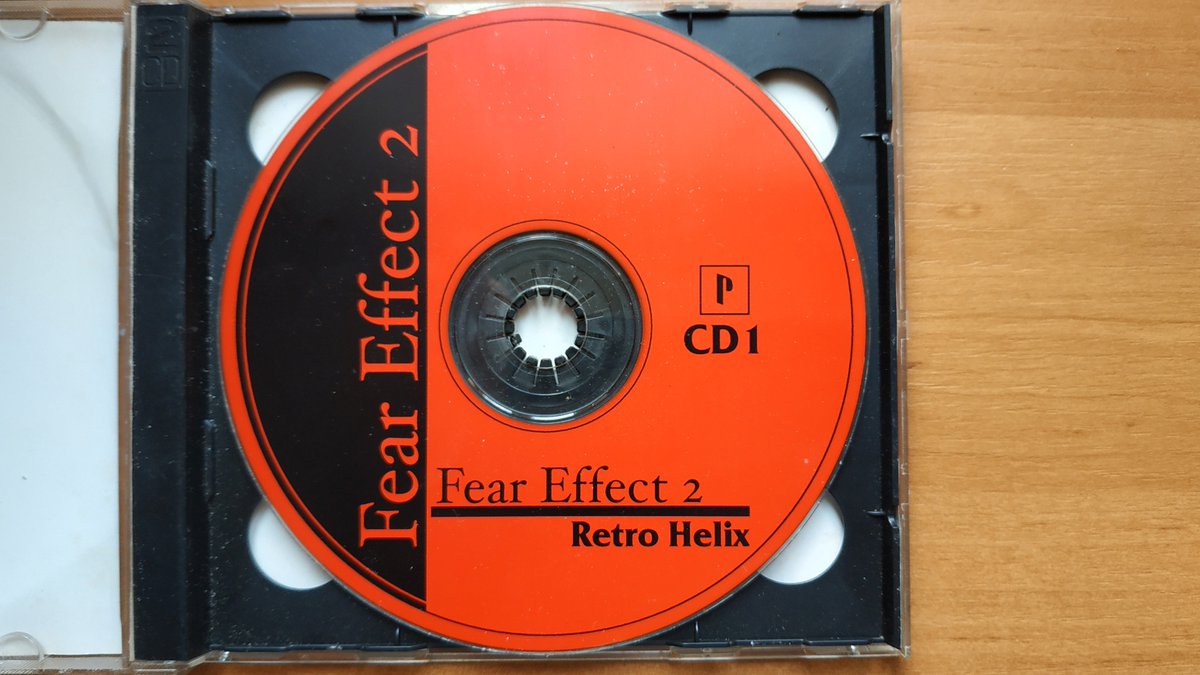 Fear Effect 2
P
CD 1
Fear Effect 2
Retro Helix